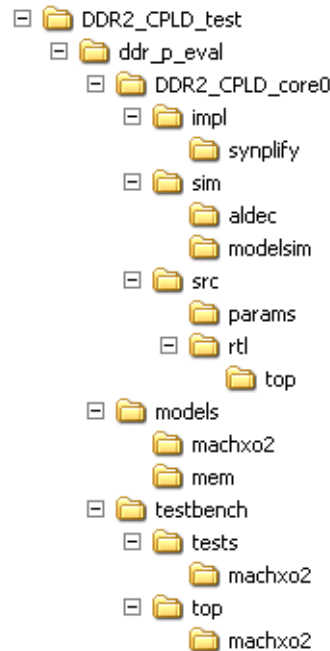 DDR2_CPLD_test
ddr_p_eval
DDR2_CPLD_core0
impl
synplify
sim
aldec
modelsim
src
params
rtl
top
models
machxo2
mem
testbench
tests
machxo2
top
machxo2